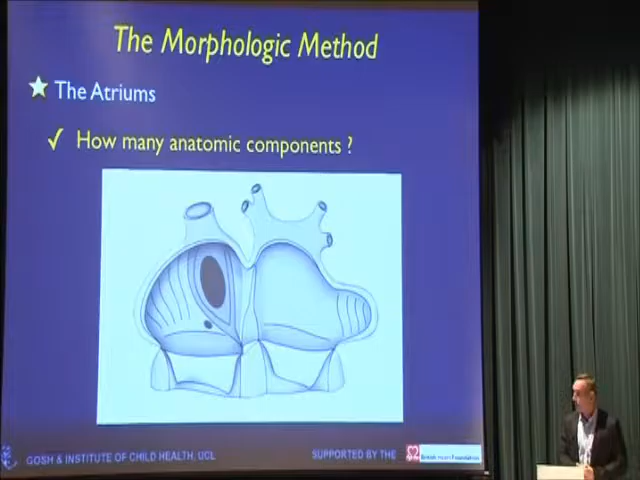 The Morphologic Method
The Atriums
How many anatomic components ?
GOSH & INSTITUTE OF CHILD HEALTH, UCL
SUPPORTED BY THE
British Heart Foundation